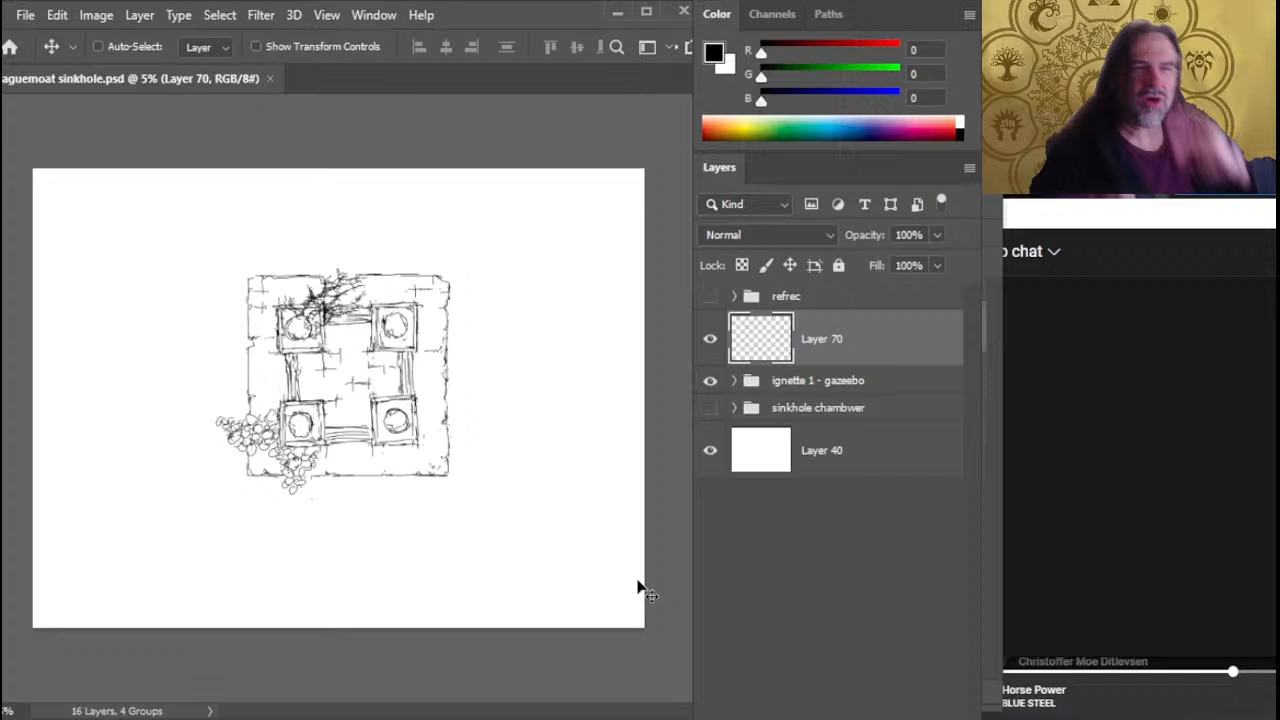 File Edit Image Layer Type Select Filter 3D View Window Help
Auto-Select: Layer Show Transform Controls
aguemoat sinkhole.psd @ 5% (Layer 70, RGB/8#) ×
Color Channels Paths
R 0
G 0
B 0
Layers
Kind
Normal Opacity: 100%
Lock: Fill: 100%
refrec
Layer 70
ignette 1 - gazeebo
sinkhole chambwer
Layer 40
% 16 Layers, 4 Groups
chat
Christoffer Moe Ditlevsen
Horse Power
BLUE STEEL